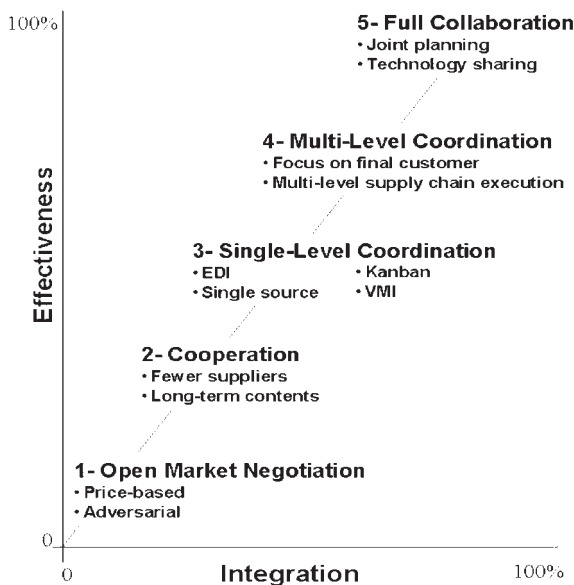 100%
5- Full Collaboration
• Joint planning
• Technology sharing
4- Multi-Level Coordination
• Focus on final customer
• Multi-level supply chain execution
Effectiveness
3- Single-Level Coordination
• EDI • Kanban
• Single source • VMI
2- Cooperation
• Fewer suppliers
• Long-term contents
1- Open Market Negotiation
• Price-based
• Adversarial
0
0 Integration 100%